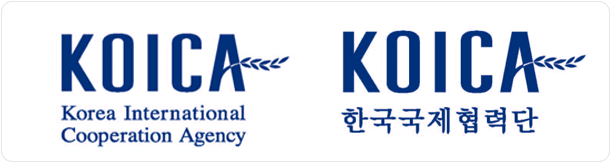 KOICA
Korea International
Cooperation Agency
KOICA
한국국제협력단